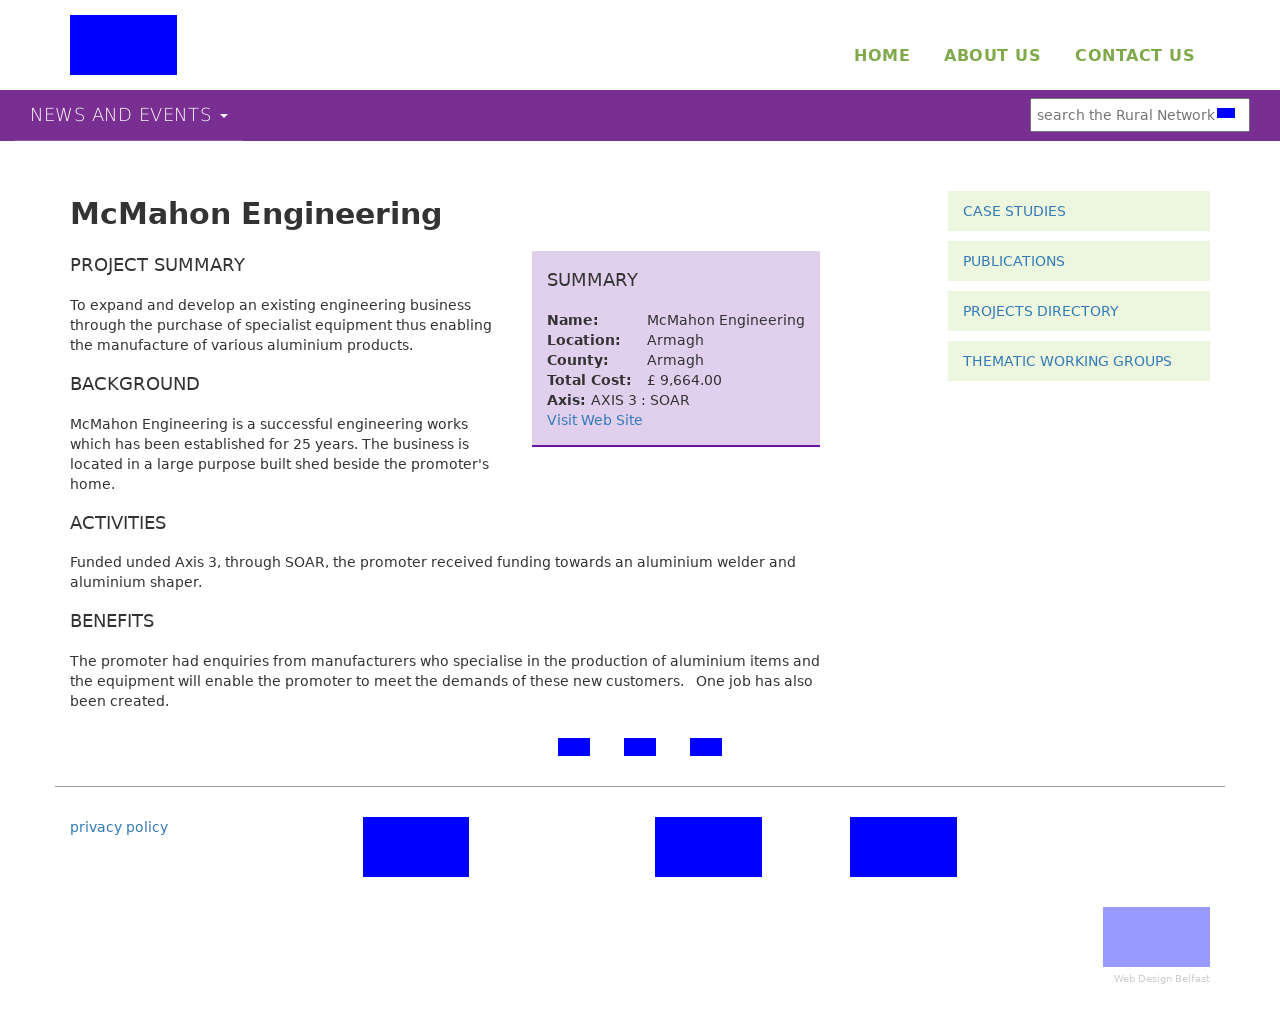 HOME ABOUT US CONTACT US
NEWS AND EVENTS
search the Rural Network
McMahon Engineering
PROJECT SUMMARY
To expand and develop an existing engineering business
through the purchase of specialist equipment thus enabling
the manufacture of various aluminium products.
BACKGROUND
McMahon Engineering is a successful engineering works
which has been established for 25 years. The business is
located in a large purpose built shed beside the promoter's
home.
SUMMARY
Name: McMahon Engineering
Location: Armagh
County: Armagh
Total Cost: £ 9,664.00
Axis: AXIS 3 : SOAR
Visit Web Site
ACTIVITIES
Funded unded Axis 3, through SOAR, the promoter received funding towards an aluminium welder and
aluminium shaper.
BENEFITS
The promoter had enquiries from manufacturers who specialise in the production of aluminium items and
the equipment will enable the promoter to meet the demands of these new customers.   One job has also
been created.
CASE STUDIES
PUBLICATIONS
PROJECTS DIRECTORY
THEMATIC WORKING GROUPS
privacy policy
Web Design Belfast